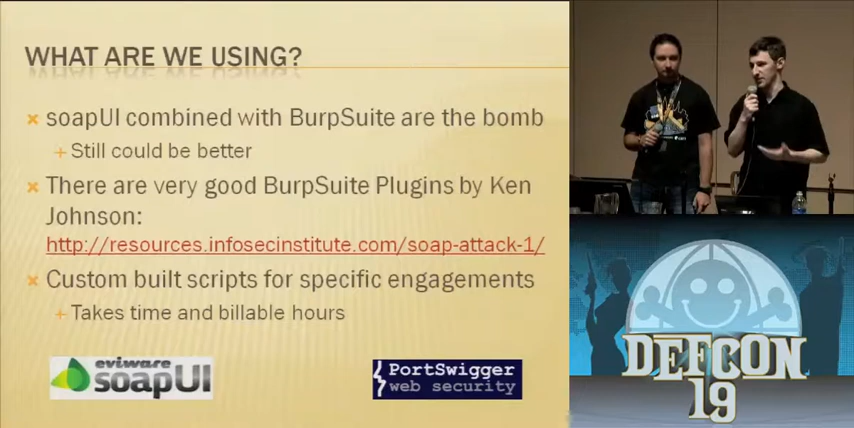 WHAT ARE WE USING?
soapUI combined with BurpSuite are the bomb
Still could be better
There are very good BurpSuite Plugins by Ken
Johnson:
http://resources.infosecinstitute.com/soap-attack-1/
Custom built scripts for specific engagements
Takes time and billable hours
eviware
soapUI
PortSwigger
web security
DEFCON
19